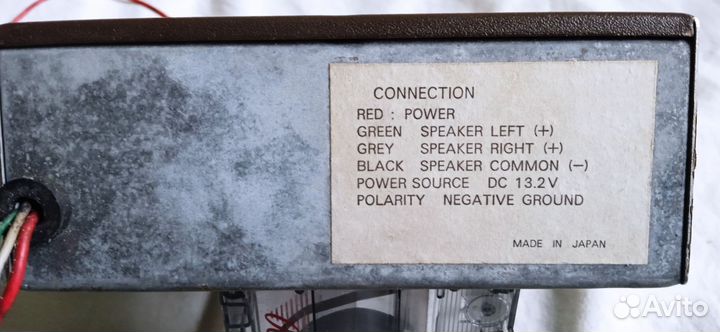 CONNECTION
RED : POWER
GREEN SPEAKER LEFT (+)
GREY SPEAKER RIGHT (+)
BLACK SPEAKER COMMON (-)
POWER SOURCE DC 13.2V
POLARITY NEGATIVE GROUND
MADE IN JAPAN
Avito